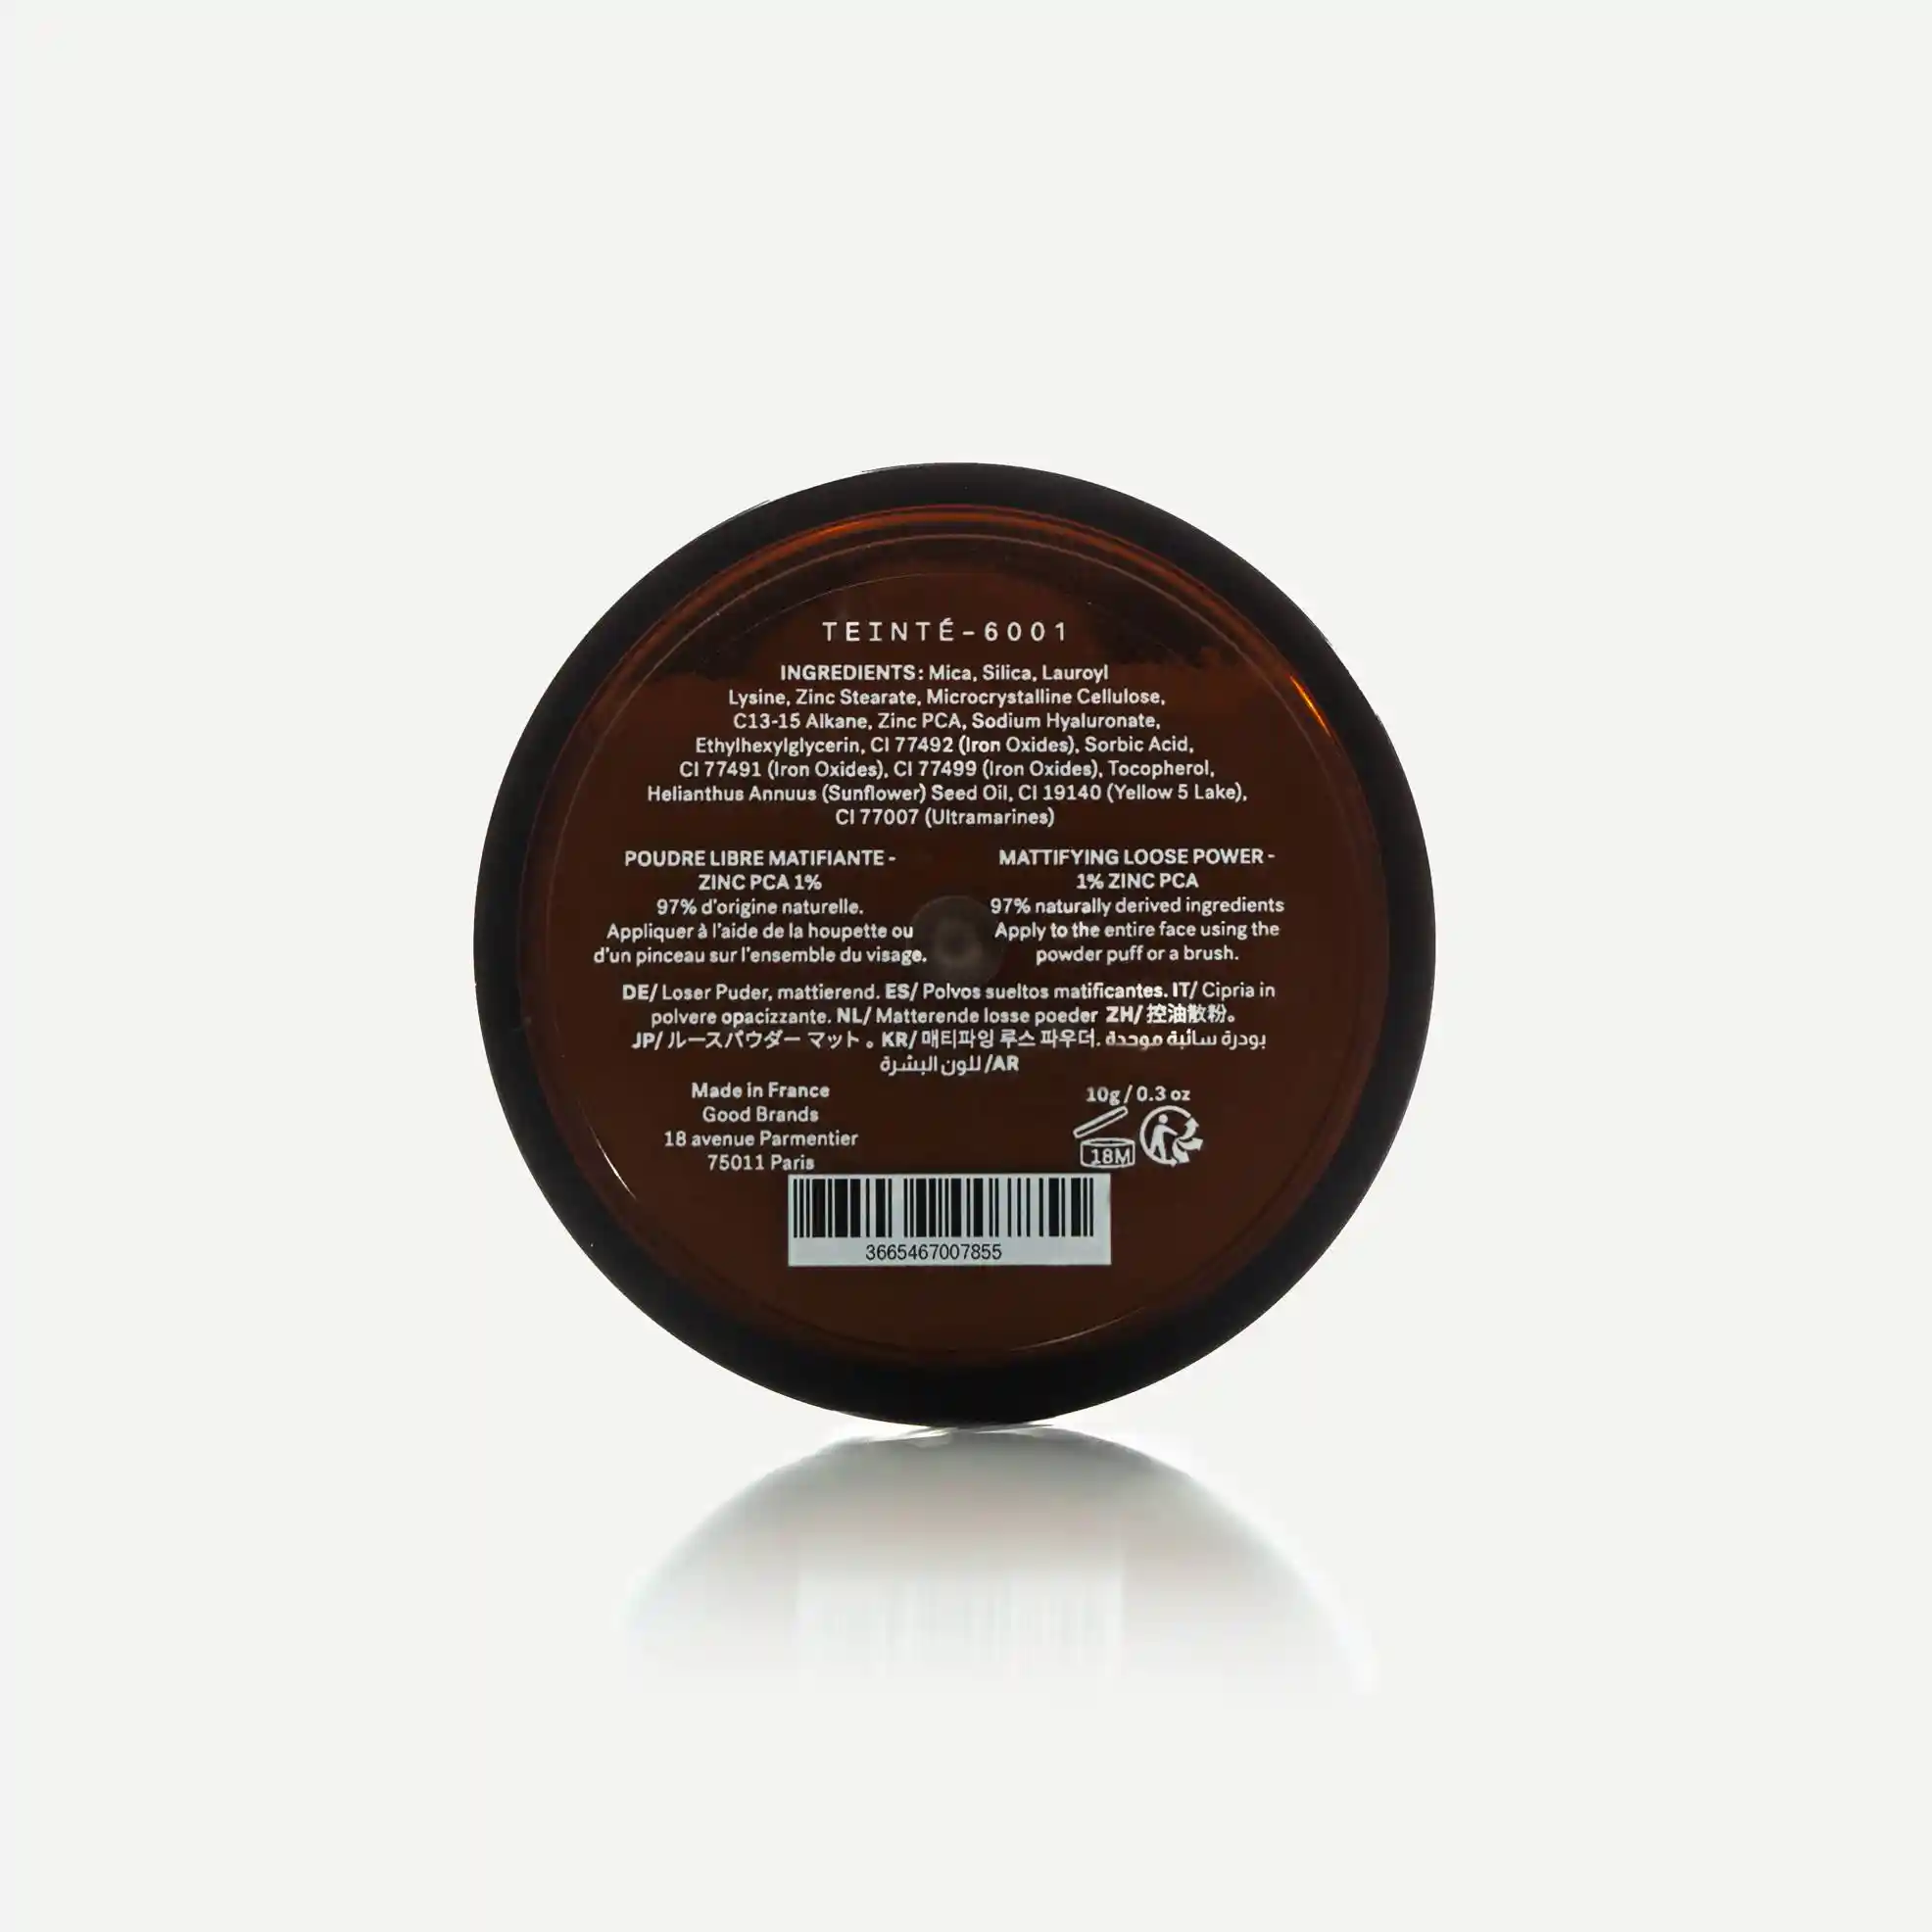 TEINTÉ-6001
INGREDIENTS: Mica, Silica, Lauroyl
Lysine, Zinc Stearate, Microcrystalline Cellulose,
C13-15 Alkane, Zinc PCA, Sodium Hyaluronate,
Ethylhexylglycerin, CI 77492 (Iron Oxides), Sorbic Acid,
CI 77491 (Iron Oxides), CI 77499 (Iron Oxides), Tocopherol,
Helianthus Annuus (Sunflower) Seed Oil, CI 19140 (Yellow 5 Lake),
CI 77007 (Ultramarines)
POUDRE LIBRE MATIFIANTE -
ZINC PCA 1%
97% d'origine naturelle.
Appliquer à l'aide de la houpette ou
d'un pinceau sur l'ensemble du visage.
MATTIFYING LOOSE POWER -
1% ZINC PCA
97% naturally derived ingredients
Apply to the entire face using the
powder puff or a brush.
DE/ Loser Puder, mattierend. ES/ Polvos sueltos matificantes. IT/ Cipria in
polvere opacizzante. NL/ Matterende losse poeder ZH/ 控油散粉。
JP/ ルースパウダー マット 。 KR/ 매티파잉 루스 파우더. بودرة سائبة موحدة
للون البشرة /AR
Made in France
Good Brands
18 avenue Parmentier
75011 Paris
10g / 0.3 oz
18M
3665467007855